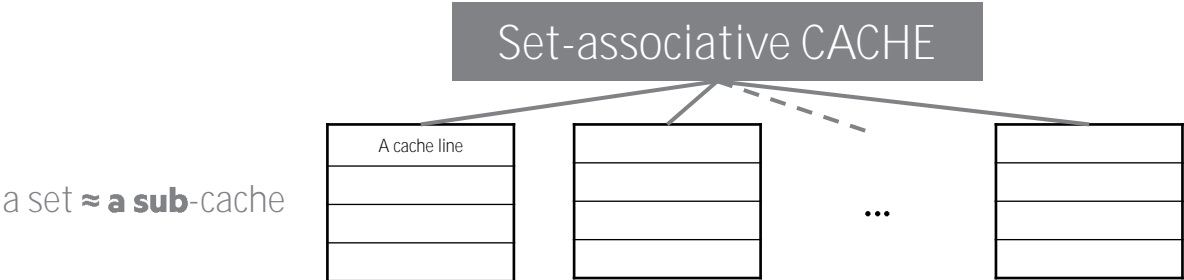 Set-associative CACHE
A cache line
a set ≈ a sub-cache
...